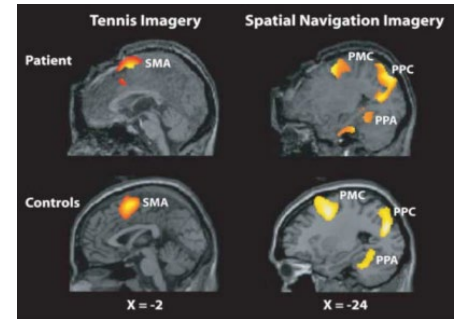 Tennis Imagery Spatial Navigation Imagery
Patient SMA PMC PPC
PPA
Controls SMA PMC PPC
PPA
X = -2 X = -24